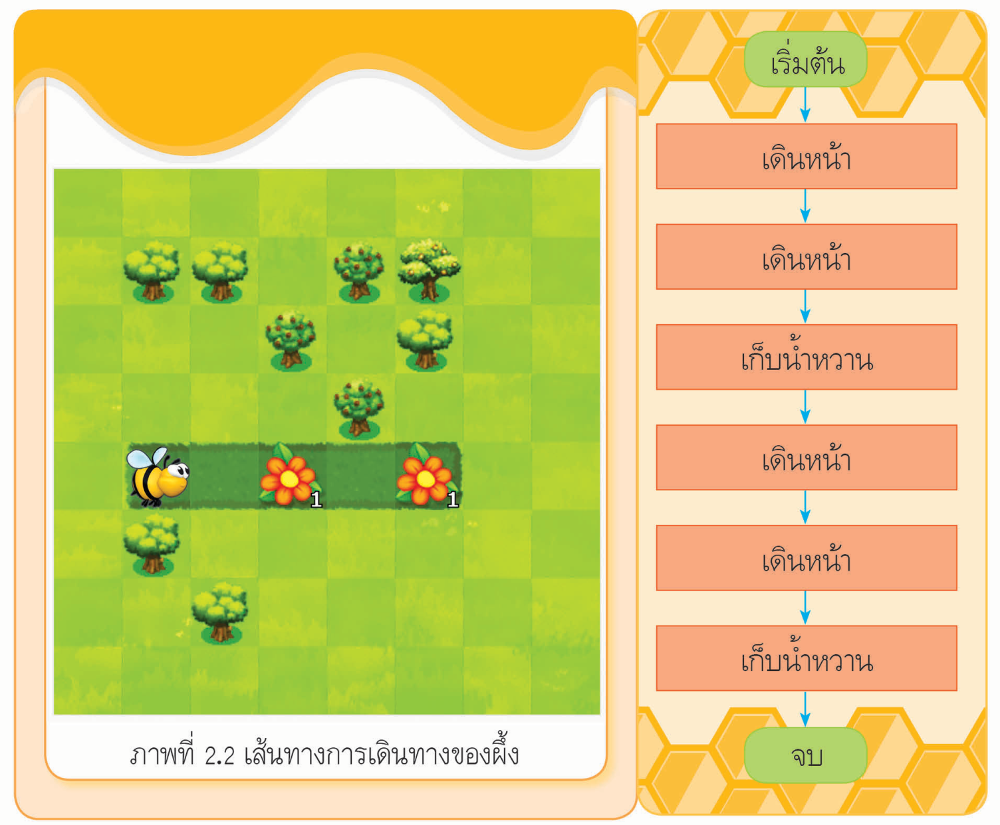 1
1
ภาพที่ 2.2 เส้นทางการเดินทางของผึ้ง
เริ่มต้น
เดินหน้า
เดินหน้า
เก็บน้ำหวาน
เดินหน้า
เดินหน้า
เก็บน้ำหวาน
จบ